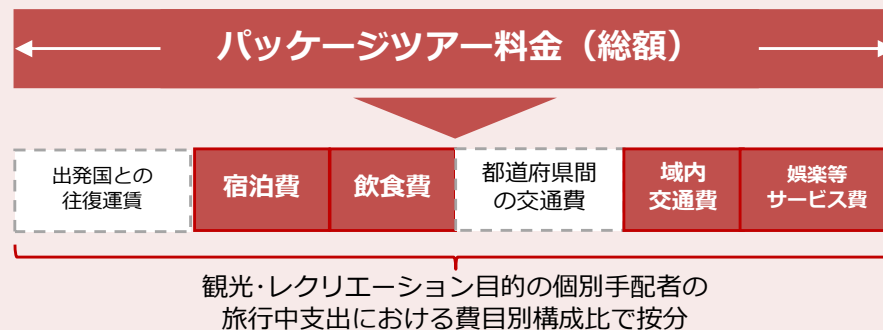 パッケージツアー料金（総額）
出発国との
往復運賃
宿泊費
飲食費
都道府県間
の交通費
域内
交通費
娯楽等
サービス費
観光･レクリエーション目的の個別手配者の
旅行中支出における費目別構成比で按分